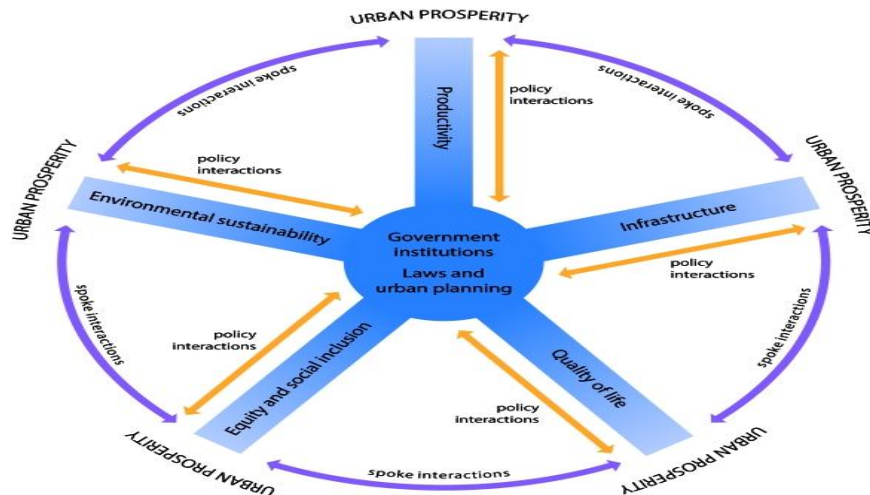 URBAN PROSPERITY
spoke interactions
spoke interactions
Productivity
policy
interactions
policy
interactions
URBAN PROSPERITY
URBAN PROSPERITY
Environmental sustainability
Infrastructure
Government
institutions
Laws and
urban planning
policy
interactions
spoke interactions
spoke interactions
policy
interactions
Equity and social inclusion
Quality of life
policy
interactions
URBAN PROSPERITY
URBAN PROSPERITY
spoke interactions